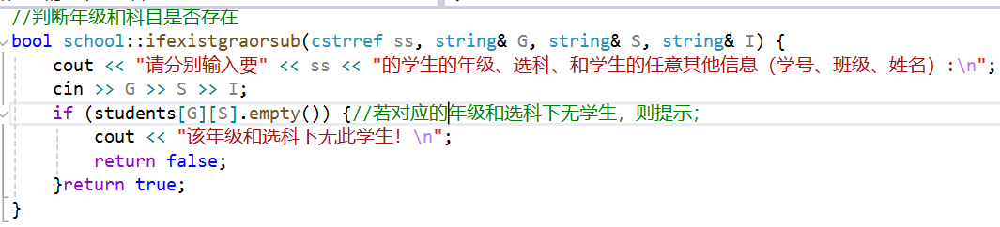 //判断年级和科目是否存在
bool school::ifexistgraorsub(cstrref ss, string& G, string& S, string& I) {
cout << "请分别输入要" << ss << "的学生的年级、选科、和学生的任意其他信息（学号、班级、姓名）:\n";
cin >> G >> S >> I;
if (students[G][S].empty()) {//若对应的年级和选科下无学生，则提示；
cout << "该年级和选科下无此学生！\n";
return false;
}return true;
}